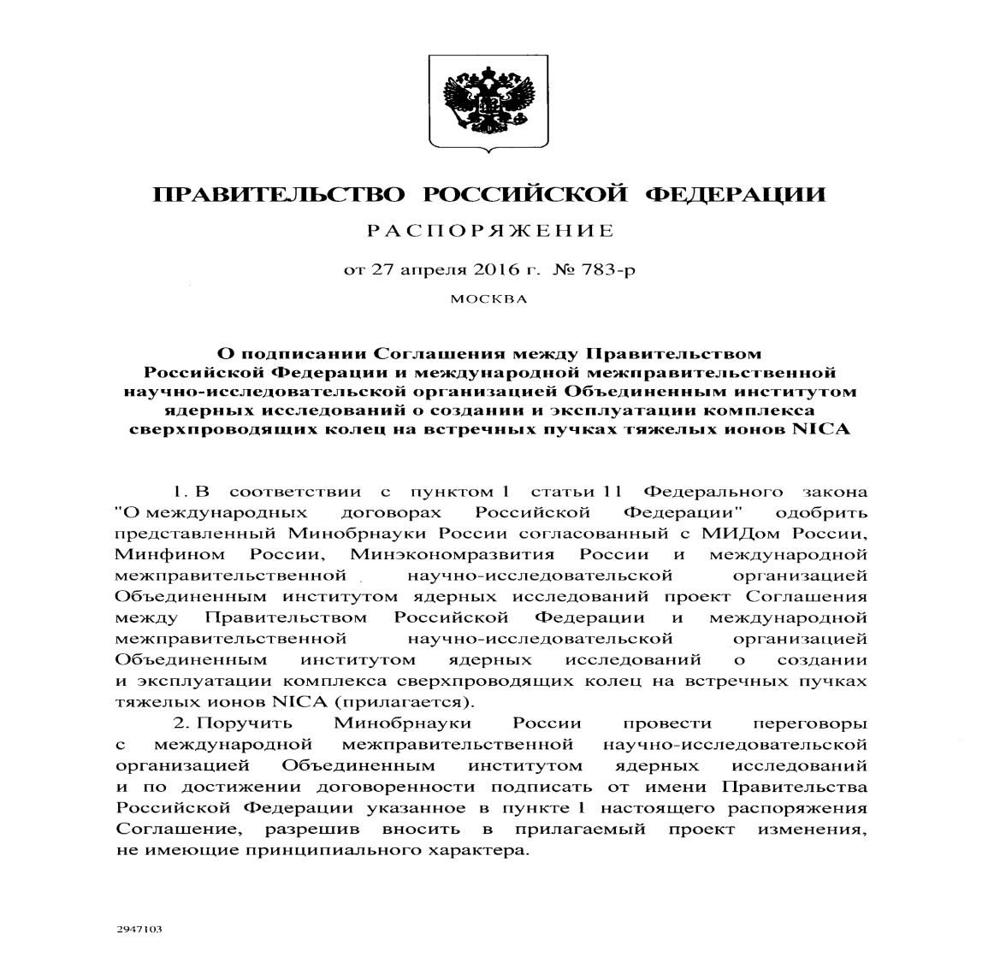 ПРАВИТЕЛЬСТВО РОССИЙСКОЙ ФЕДЕРАЦИИ
РАСПОРЯЖЕНИЕ
от 27 апреля 2016 г. № 783-р
МОСКВА
О подписании Соглашения между Правительством
Российской Федерации и международной межправительственной
научно-исследовательской организацией Объединенным институтом
ядерных исследований о создании и эксплуатации комплекса
сверхпроводящих колец на встречных пучках тяжелых ионов NICA
1. В соответствии с пунктом 1 статьи 11 Федерального закона
"О международных договорах Российской Федерации" одобрить
представленный Минобрнауки России согласованный с МИДом России,
Минфином России, Минэкономразвития России и международной
межправительственной научно-исследовательской организацией
Объединенным институтом ядерных исследований проект Соглашения
между Правительством Российской Федерации и международной
межправительственной научно-исследовательской организацией
Объединенным институтом ядерных исследований о создании
и эксплуатации комплекса сверхпроводящих колец на встречных пучках
тяжелых ионов NICA (прилагается).
2. Поручить Минобрнауки России провести переговоры
с международной межправительственной научно-исследовательской
организацией Объединенным институтом ядерных исследований
и по достижении договоренности подписать от имени Правительства
Российской Федерации указанное в пункте 1 настоящего распоряжения
Соглашение, разрешив вносить в прилагаемый проект изменения,
не имеющие принципиального характера.
2947103